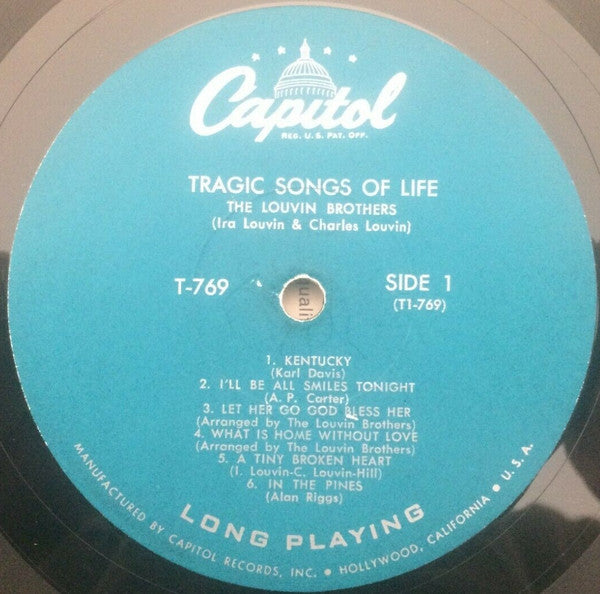 Capitol
REG. U.S. PAT. OFF.
TRAGIC SONGS OF LIFE
THE LOUVIN BROTHERS
(Ira Louvin & Charles Louvin)
T-769
SIDE 1
(T1-769)
1. KENTUCKY
(Karl Davis)
2. I'LL BE ALL SMILES TONIGHT
(A. P. Carter)
3. LET HER GO GOD BLESS HER
(Arranged by The Louvin Brothers)
4. WHAT IS HOME WITHOUT LOVE
(Arranged by The Louvin Brothers)
5. A TINY BROKEN HEART
(I. Louvin-C. Louvin-Hill)
6. IN THE PINES
(Alan Riggs)
LONG PLAYING
MANUFACTURED BY CAPITOL RECORDS, INC. • HOLLYWOOD, CALIFORNIA • U.S.A.